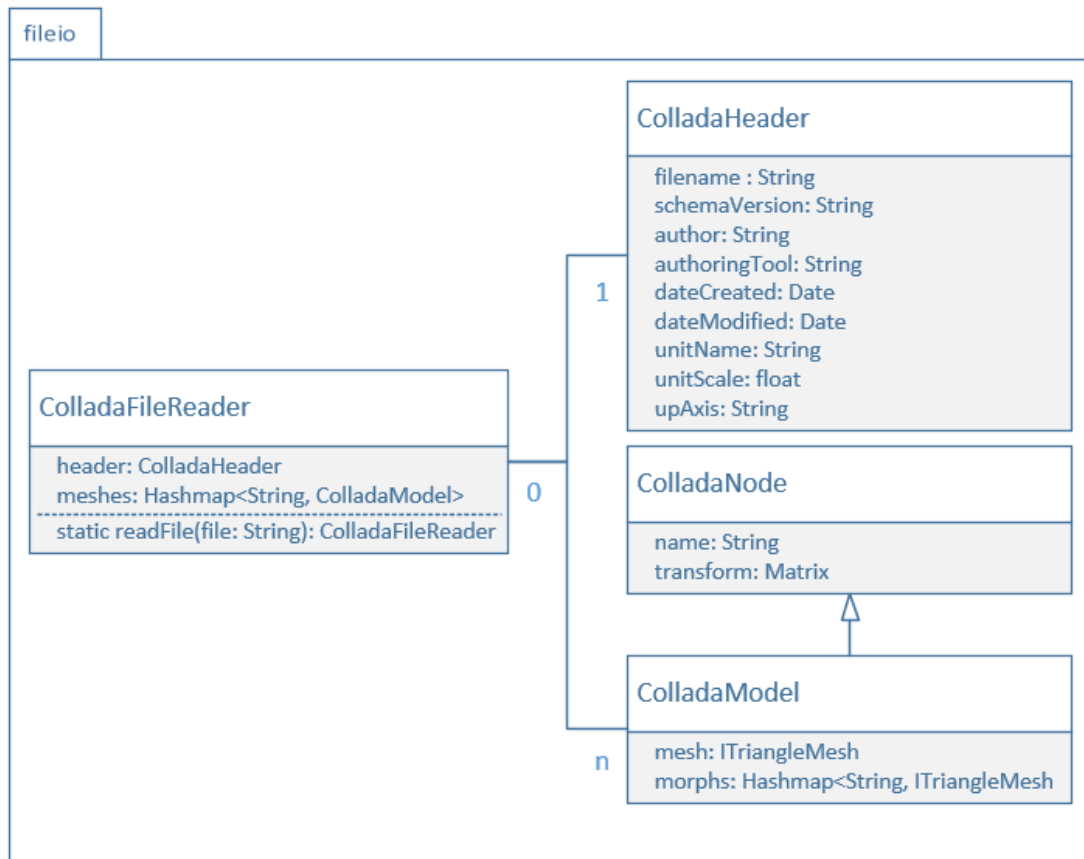 fileio
ColladaHeader
filename : String
schemaVersion: String
author: String
authoringTool: String
dateCreated: Date
dateModified: Date
unitName: String
unitScale: float
upAxis: String
1
ColladaFileReader
header: ColladaHeader
meshes: Hashmap<String, ColladaModel>
static readFile(file: String): ColladaFileReader
0
ColladaNode
name: String
transform: Matrix
ColladaModel
mesh: ITriangleMesh
morphs: Hashmap<String, ITriangleMesh
n